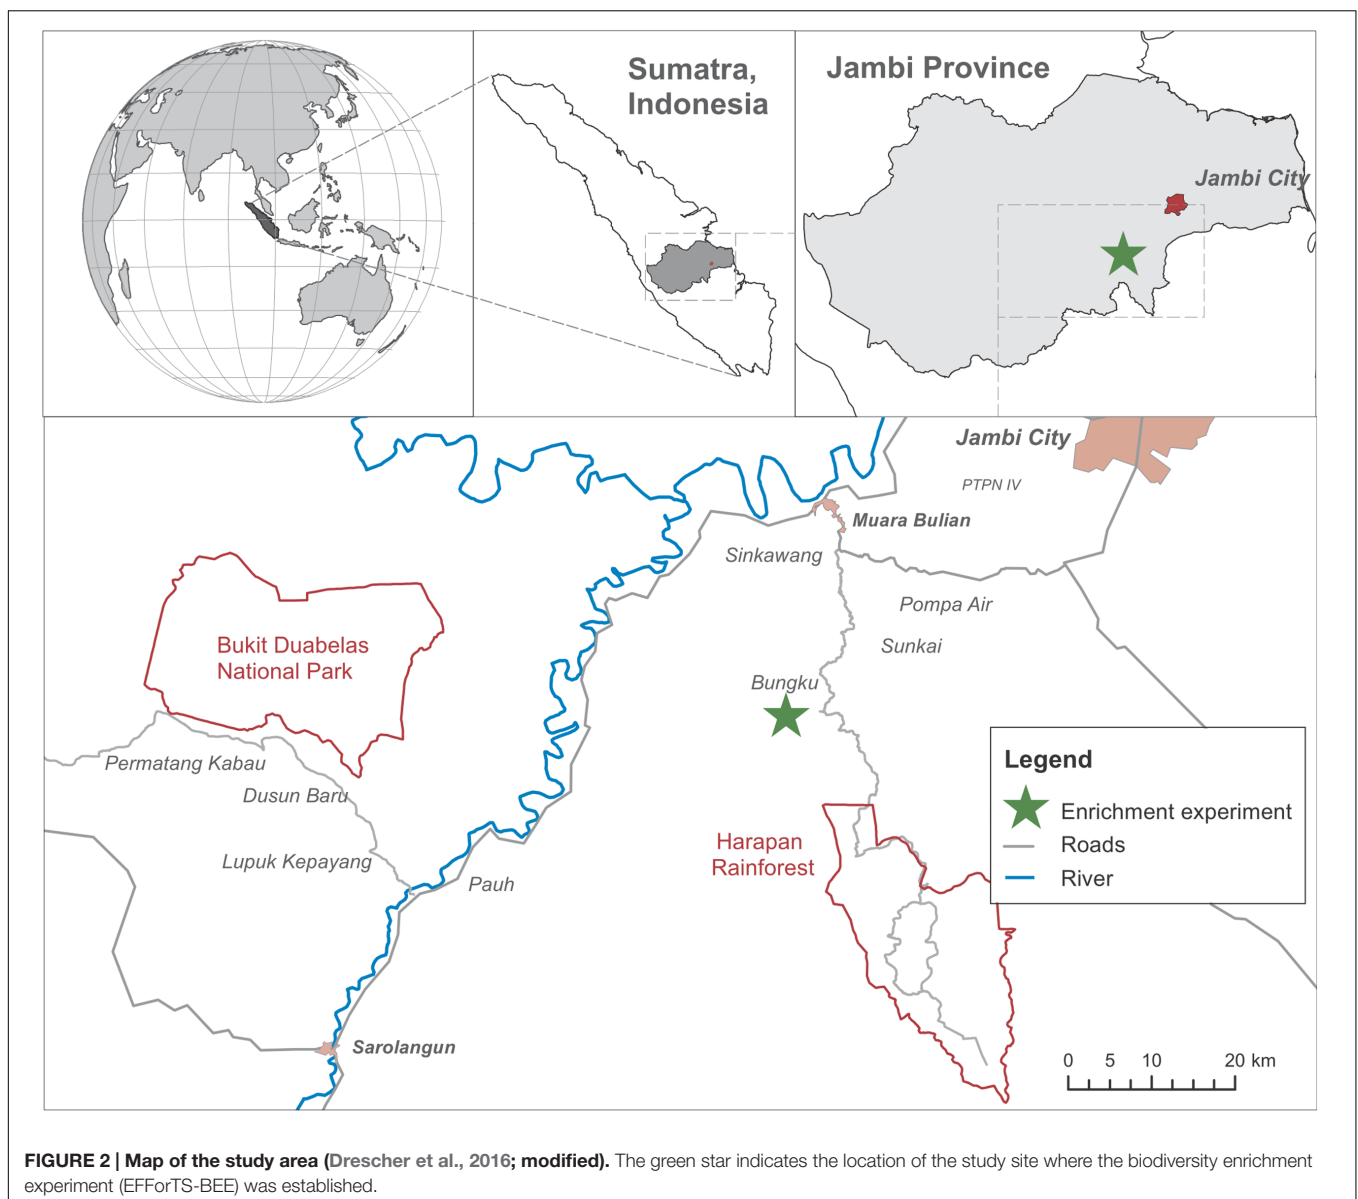 Sumatra,
Indonesia
Jambi Province
Jambi City
Jambi City
PTPN IV
Muara Bulian
Sinkawang
Pompa Air
Sunkai
Bukit Duabelas
National Park
Bungku
Permatang Kabau
Dusun Baru
Lupuk Kepayang
Pauh
Harapan
Rainforest
Sarolangun
Legend
Enrichment experiment
Roads
River
0 5 10 20 km
FIGURE 2 | Map of the study area (Drescher et al., 2016; modified). The green star indicates the location of the study site where the biodiversity enrichment
experiment (EFForTS-BEE) was established.